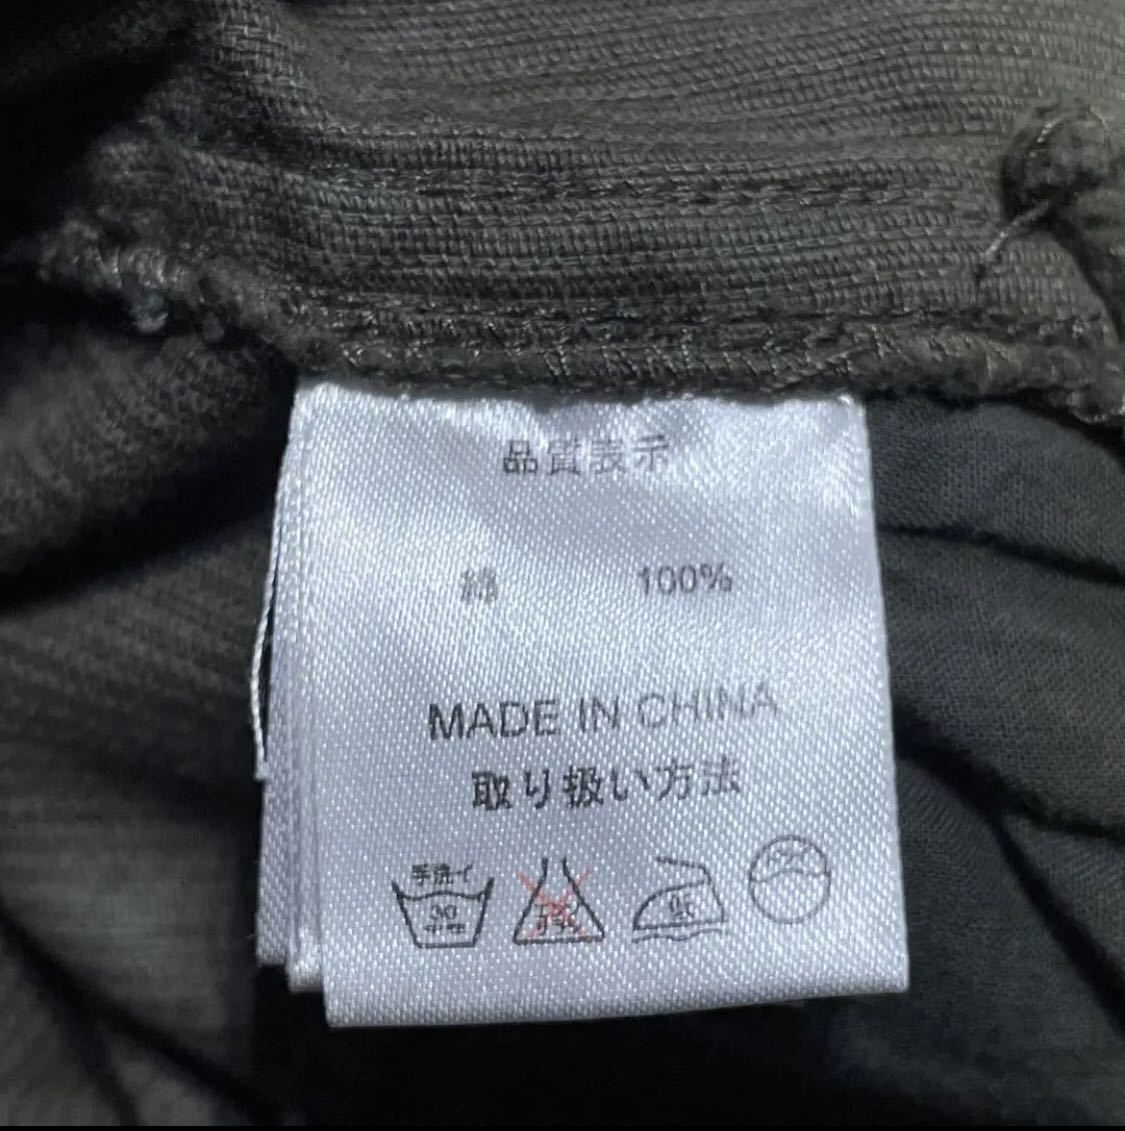 品質表示
綿 100%
MADE IN CHINA
取り扱い方法
手洗イ
30
中性